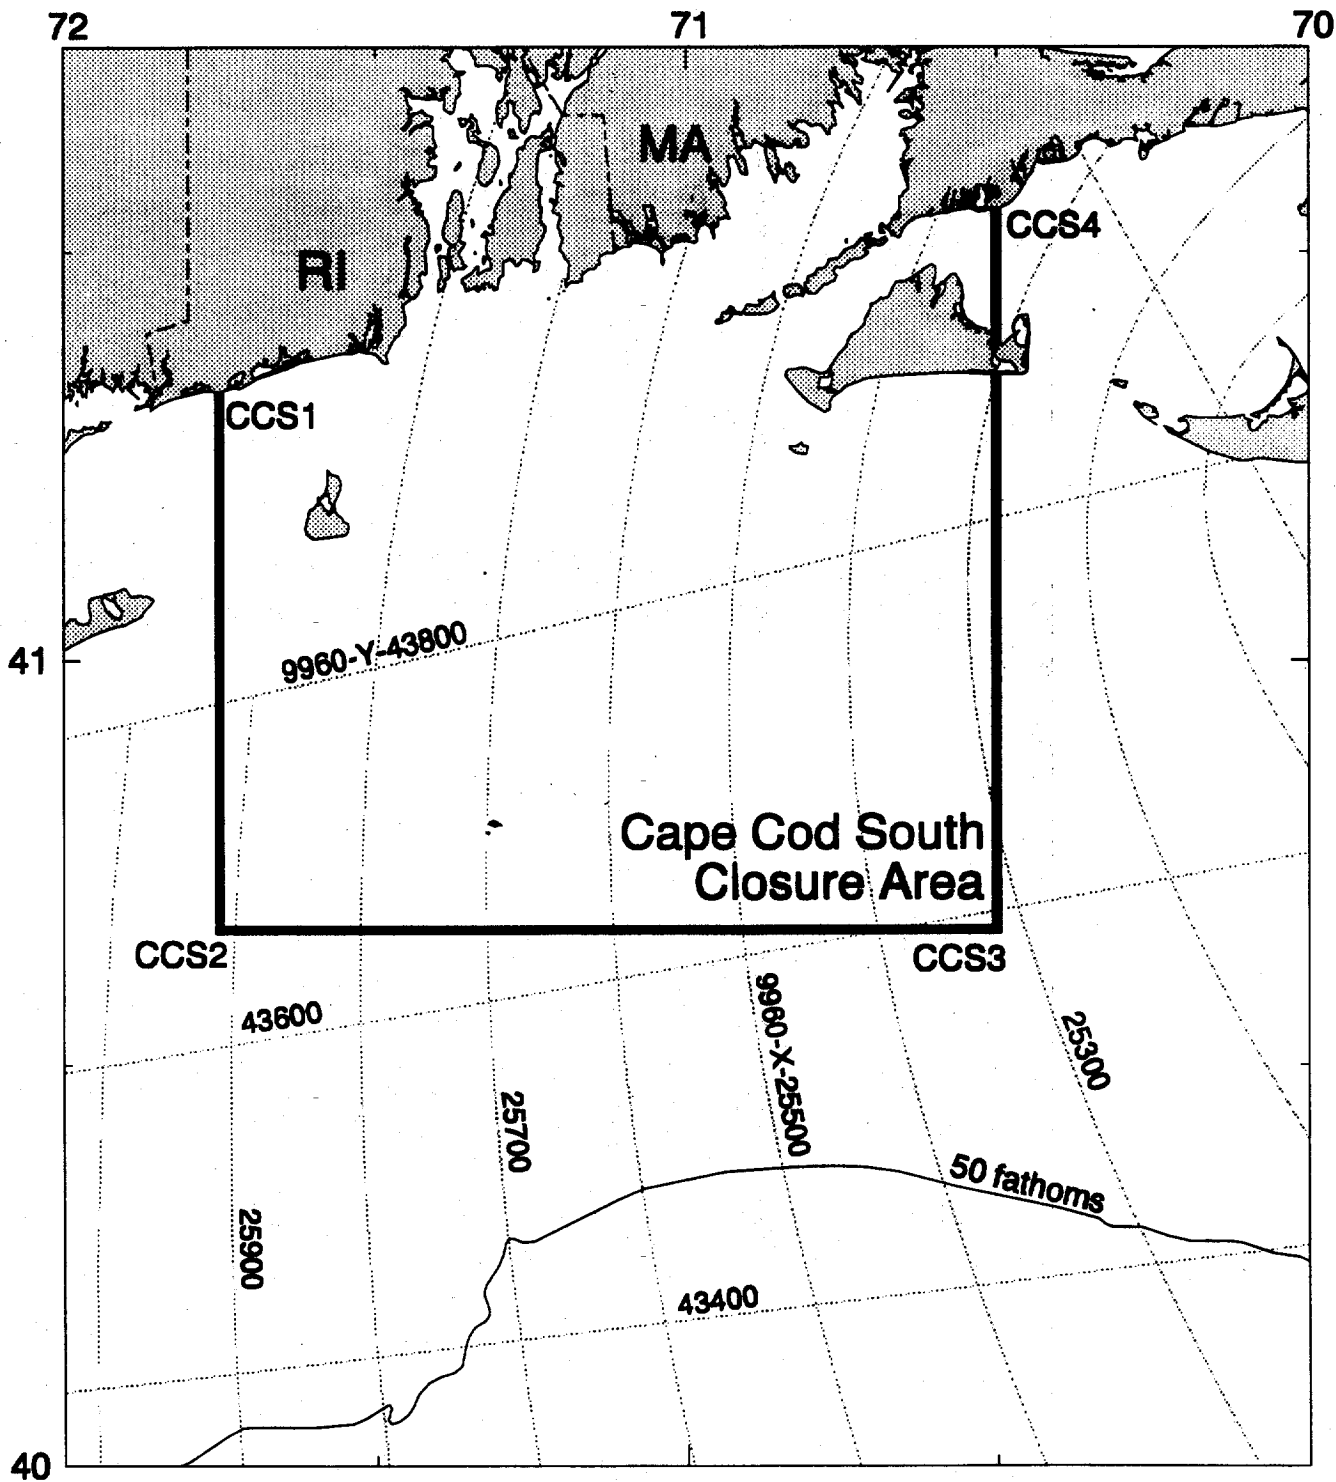 72
71
70
MA
CCS4
RI
CCS1
9960-Y-43800
41
Cape Cod South
Closure Area
CCS2
CCS3
43600
9960-X-25500
25300
25700
50 fathoms
25900
43400
40